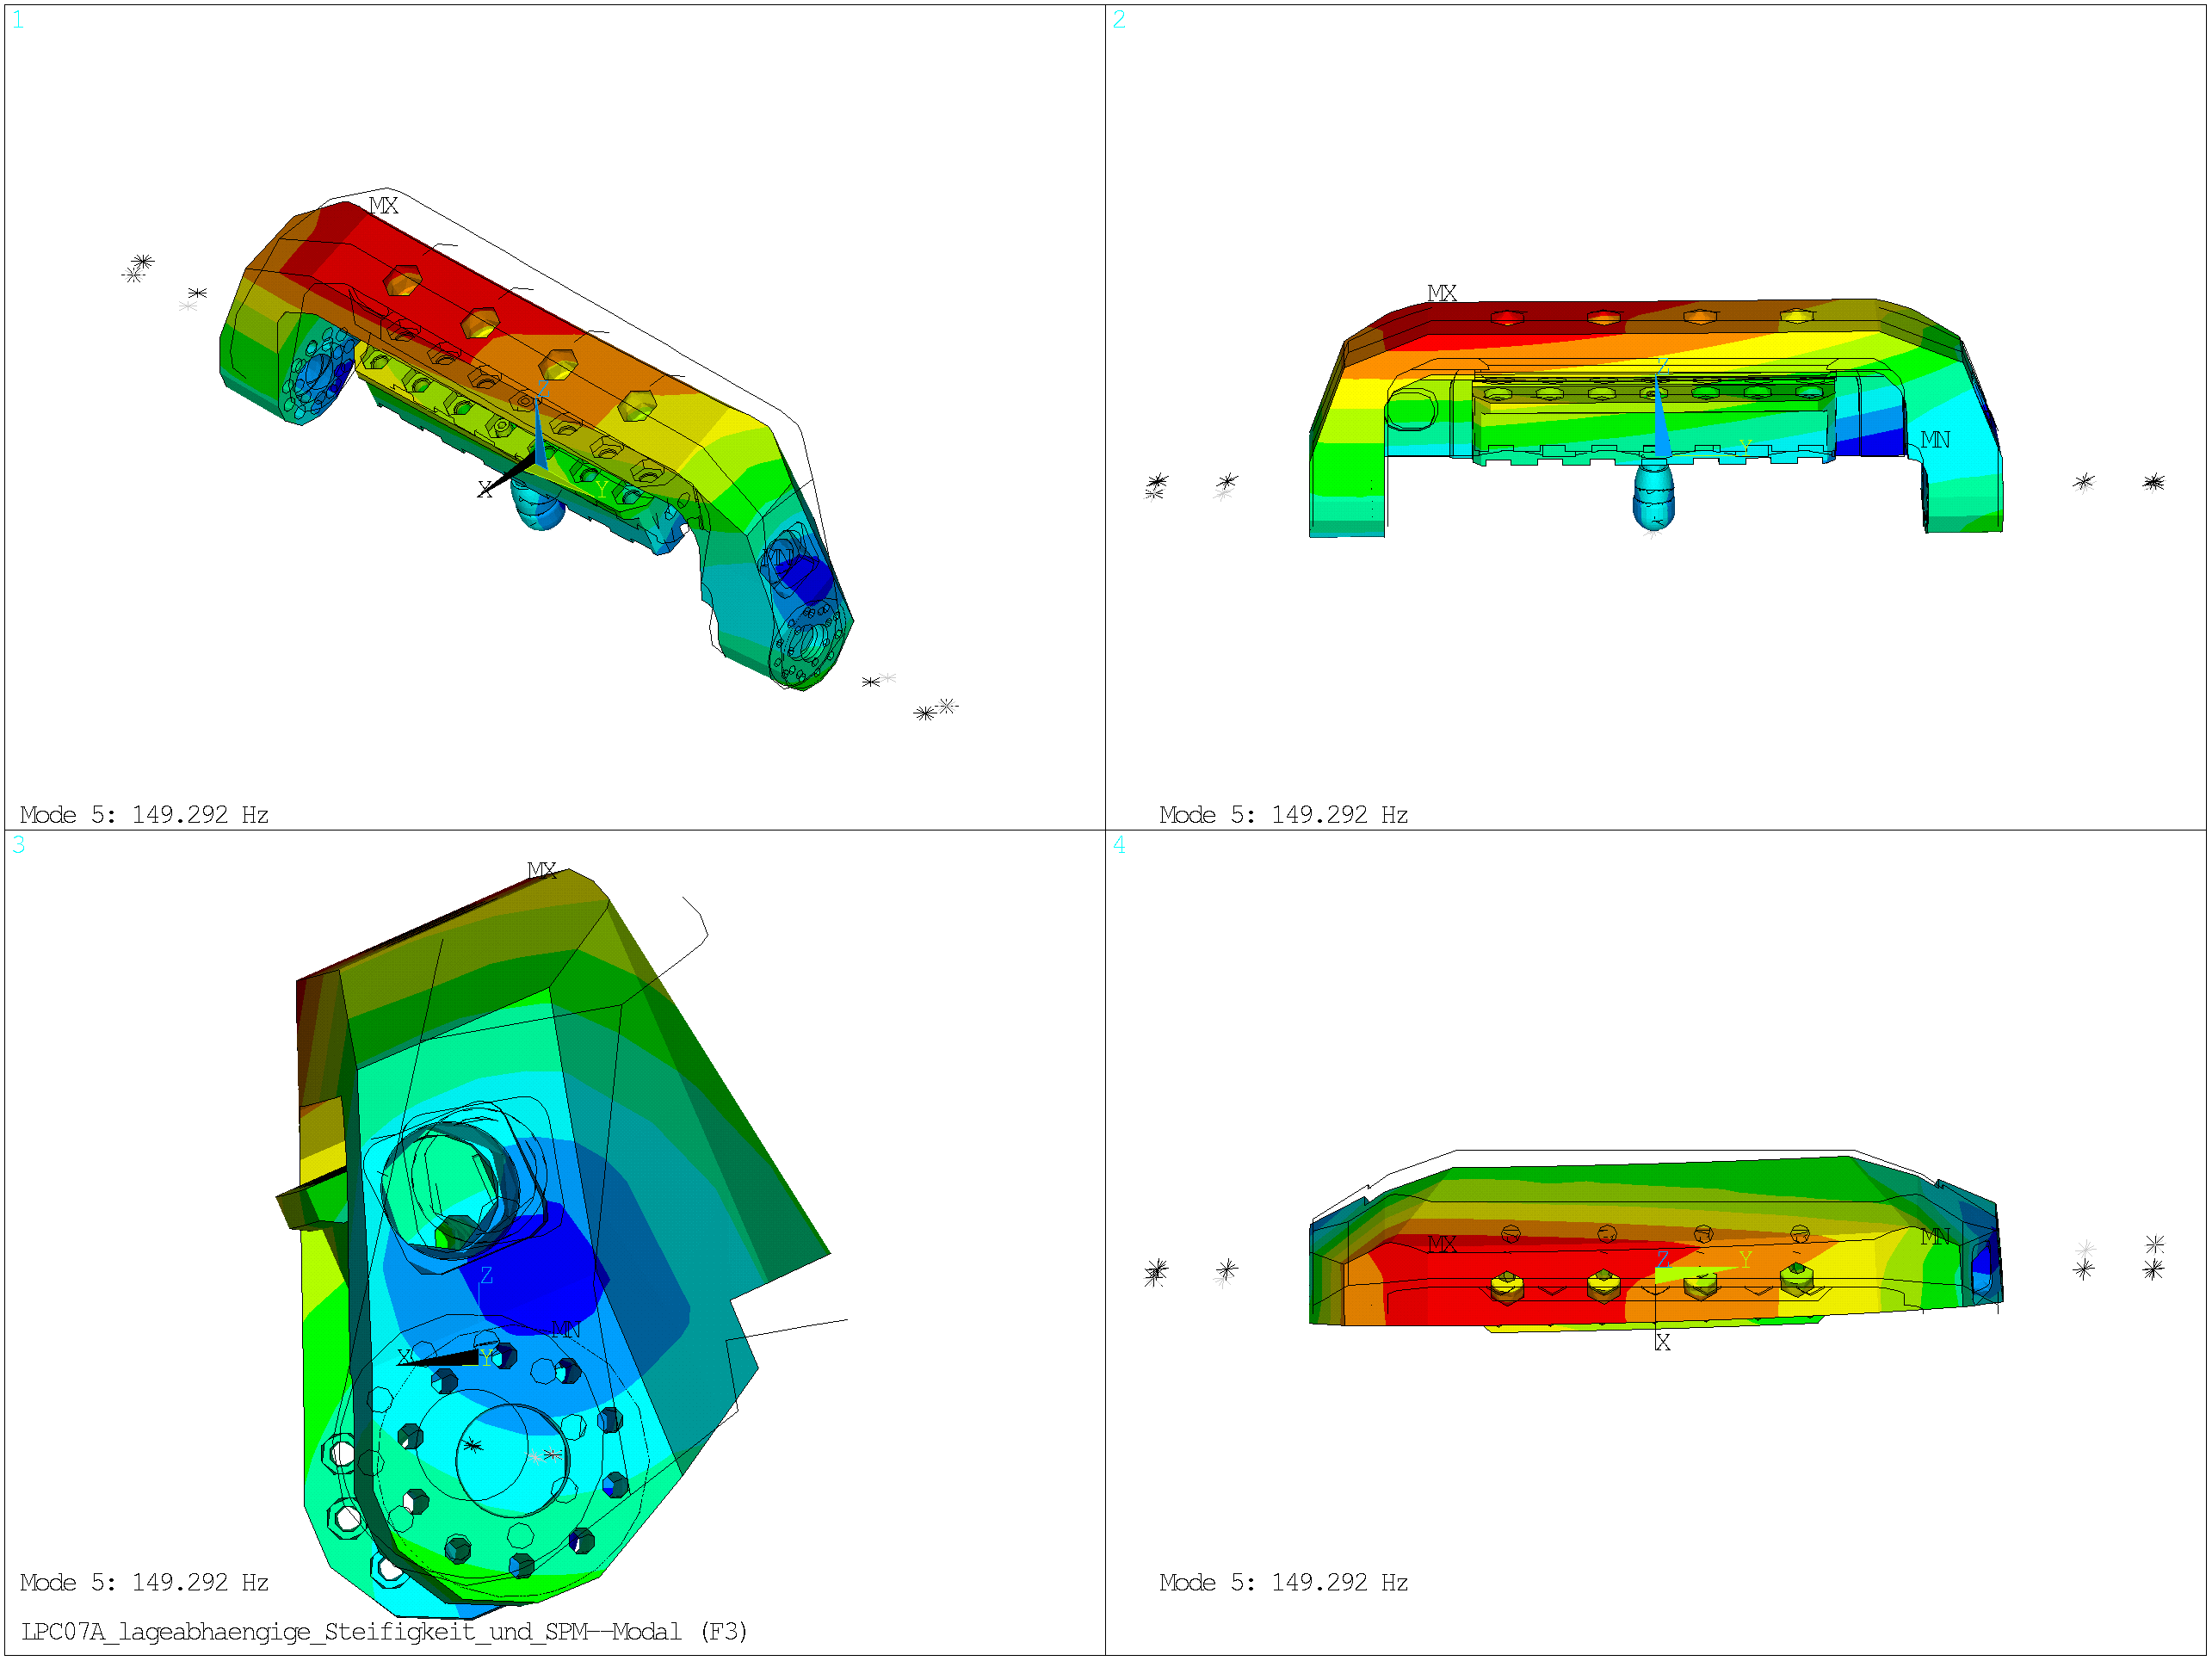 1
MX
Z
X
Y
MN
Mode 5: 149.292 Hz
2
MX
Z
Y
MN
Mode 5: 149.292 Hz
3
MX
Z
MN
X
Y
Mode 5: 149.292 Hz
LPC07A_lageabhaengige_Steifigkeit_und_SPM--Modal (F3)
4
MX
MN
Z
Y
X
Mode 5: 149.292 Hz